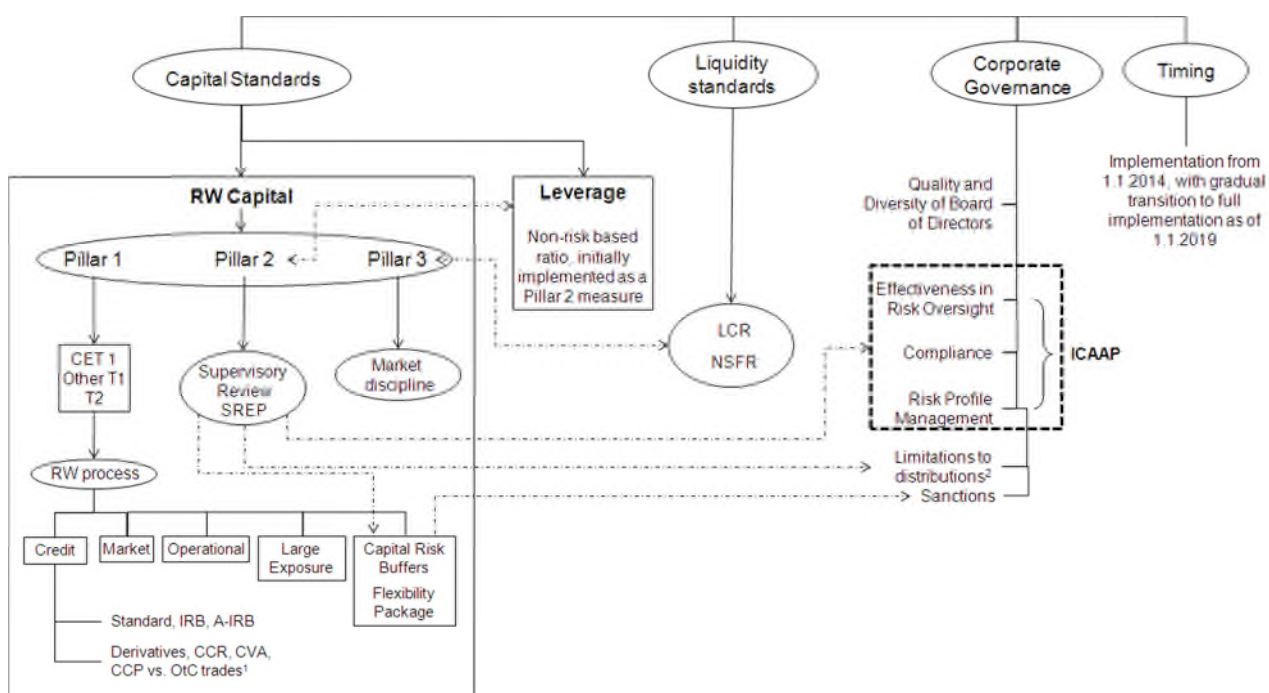 Capital Standards
Liquidity
standards
Corporate
Governance
Timing
RW Capital
Pillar 1
Pillar 2
Pillar 3
CET 1
Other T1
T2
Supervisory
Review
SREP
Market
discipline
RW process
Credit
Market
Operational
Large
Exposure
Capital Risk
Buffers
Flexibility
Package
Standard, IRB, A-IRB
Derivatives, CCR, CVA,
CCP vs. OtC trades¹
Leverage
Non-risk based
ratio, initially
implemented as a
Pillar 2 measure
LCR
NSFR
Quality and
Diversity of Board
of Directors
Effectiveness in
Risk Oversight
Compliance
Risk Profile
Management
ICAAP
Limitations to
distributions²
Sanctions
Implementation from
1.1.2014, with gradual
transition to full
implementation as of
1.1.2019